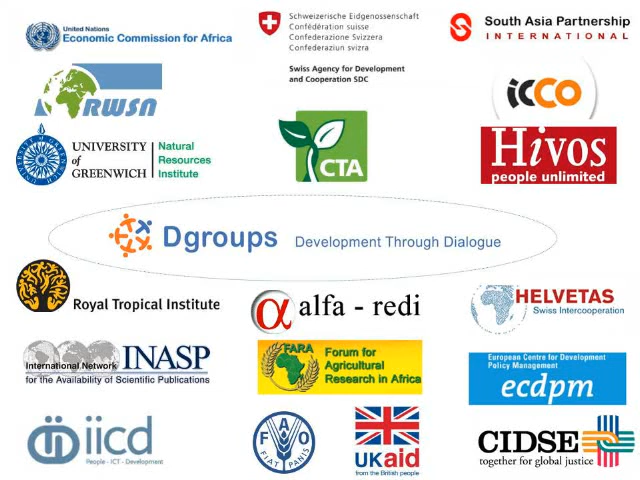 United Nations
Economic Commission for Africa
Schweizerische Eidgenossenschaft
Confédération suisse
Confederazione Svizzera
Confederaziun svizra
Swiss Agency for Development
and Cooperation SDC
South Asia Partnership
INTERNATIONAL
RWSN
icco
UNIVERSITY
of
GREENWICH
Natural
Resources
Institute
CTA
Hivos
people unlimited
Dgroups Development Through Dialogue
Royal Tropical Institute
α alfa - redi
HELVETAS
Swiss Intercooperation
International Network INASP
for the Availability of Scientific Publications
FARA
Forum for
Agricultural
Research in Africa
European Centre for Development
Policy Management
ecdpm
iicd
People - ICT - Development
FAO
FIAT PANIS
UKaid
from the British people
CIDSE
together for global justice